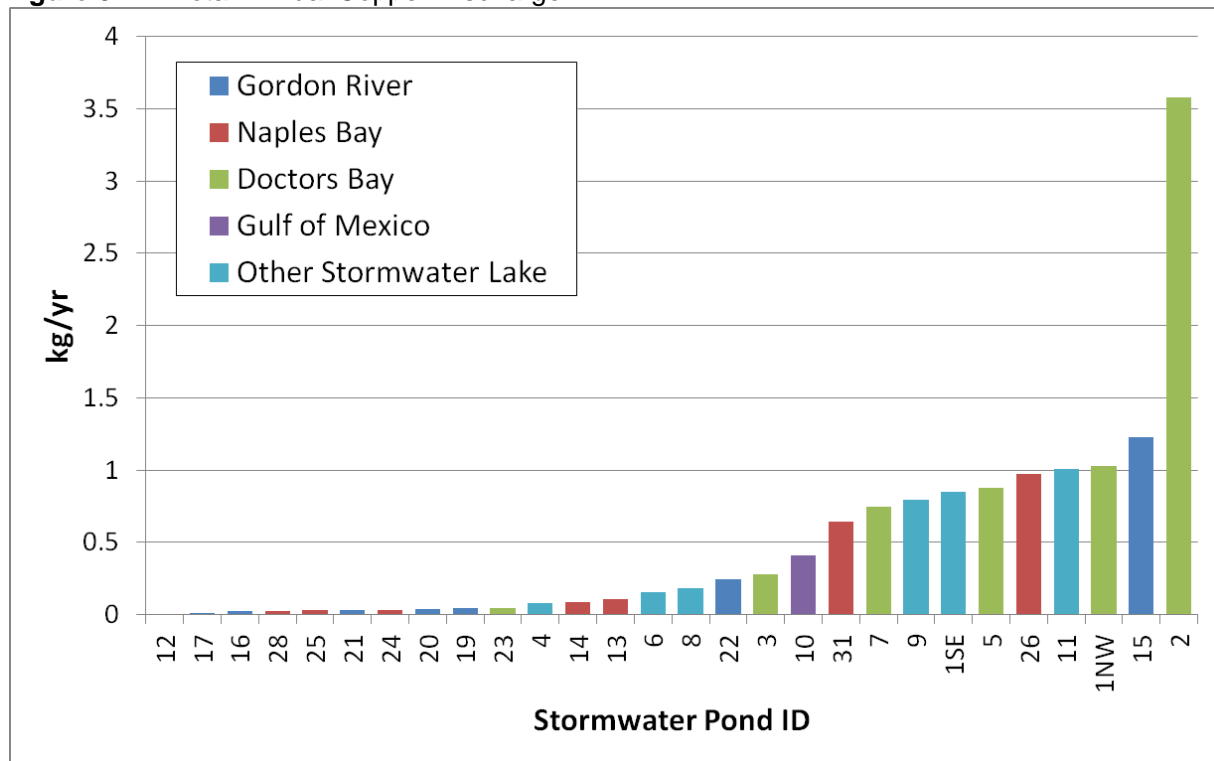 4
3.5
3
2.5
2
1.5
1
0.5
0
kg/yr
Gordon River
Naples Bay
Doctors Bay
Gulf of Mexico
Other Stormwater Lake
12 17 16 28 25 21 24 20 19 23 4 14 13 6 8 22 3 10 31 7 9 1SE 5 26 11 1NW 15 2
Stormwater Pond ID